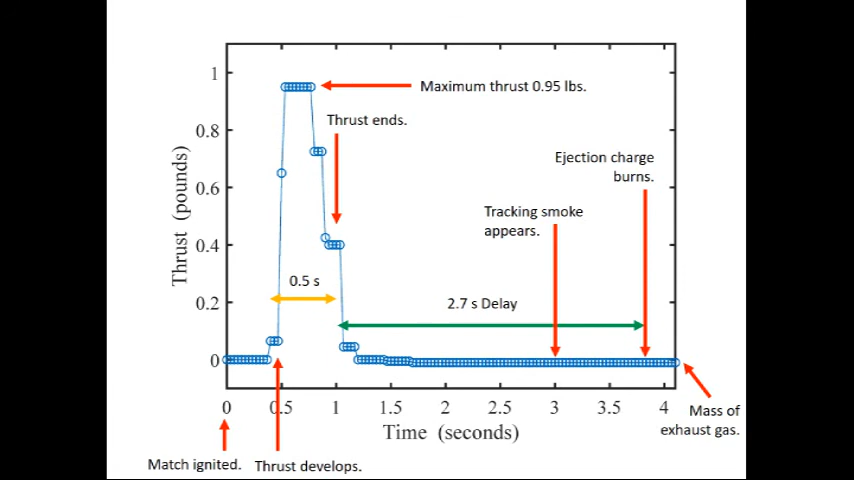 1
Maximum thrust 0.95 lbs.
Thrust ends.
0.8
Ejection charge
burns.
0.6
Tracking smoke
appears.
Thrust (pounds)
0.4
0.5 s
0.2
2.7 s Delay
0
0 0.5 1 1.5 2 2.5 3 3.5 4
Time (seconds)
Mass of
exhaust gas.
Match ignited.
Thrust develops.